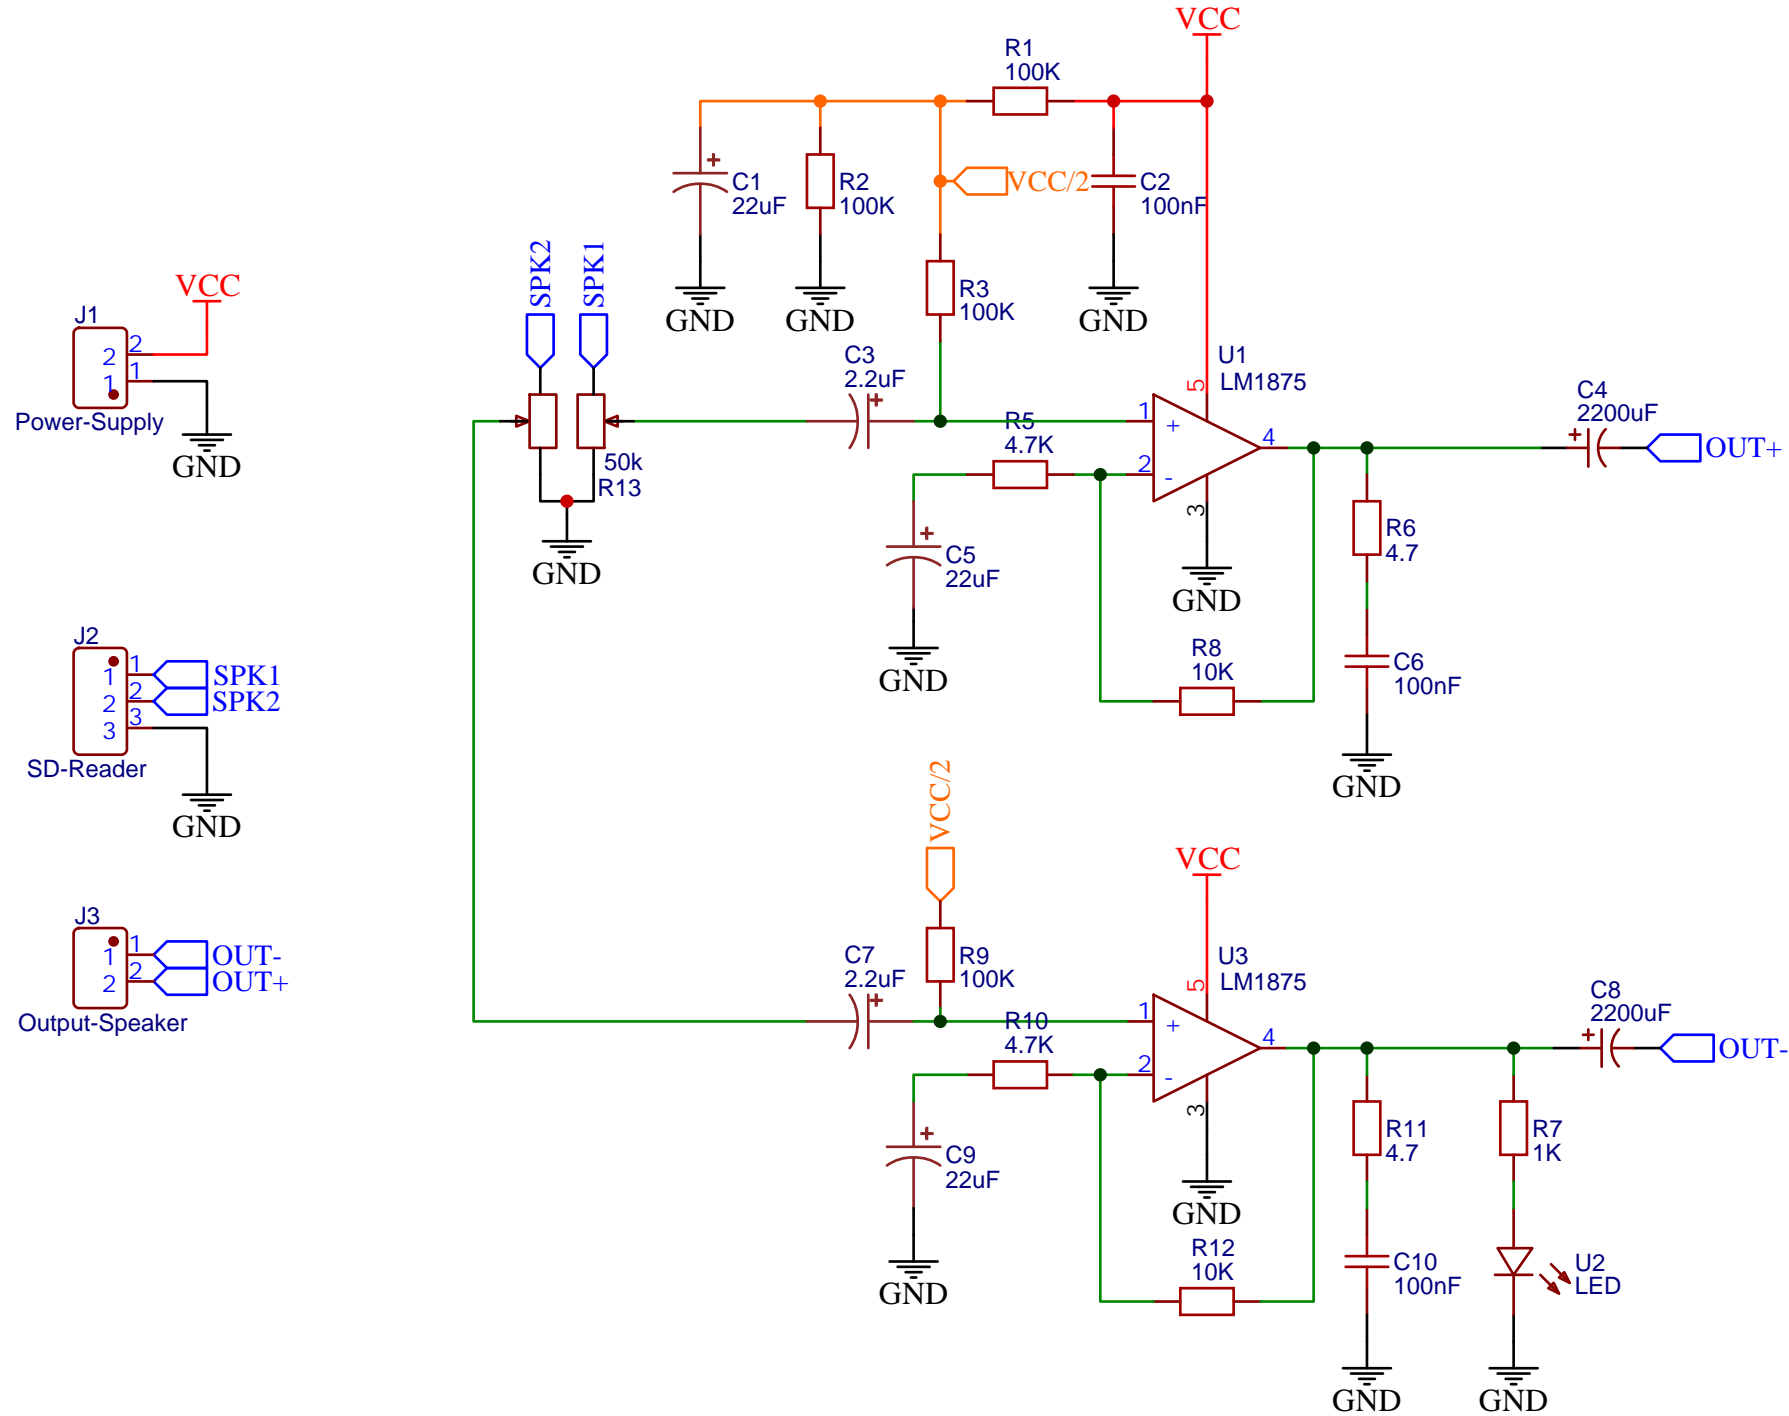 VCC
R1
100K
C1
22uF
R2
100K
VCC/2
C2
100nF
SPK2
SPK1
GND
GND
GND
R3
100K
VCC
J1
2
2
1
1
Power-Supply
GND
C3
2.2uF
U1
LM1875
5
1
+
2
-
4
3
R5
4.7K
C4
2200uF
OUT+
50k
R13
GND
C5
22uF
GND
R6
4.7
GND
R8
10K
C6
100nF
GND
J2
1
1
SPK1
2
2
SPK2
3
3
SD-Reader
GND
VCC/2
VCC
J3
1
1
OUT-
2
2
OUT+
Output-Speaker
C7
2.2uF
R9
100K
U3
LM1875
5
1
+
2
-
4
3
R10
4.7K
C8
2200uF
OUT-
C9
22uF
GND
R11
4.7
R7
1K
GND
R12
10K
C10
100nF
U2
LED
GND
GND